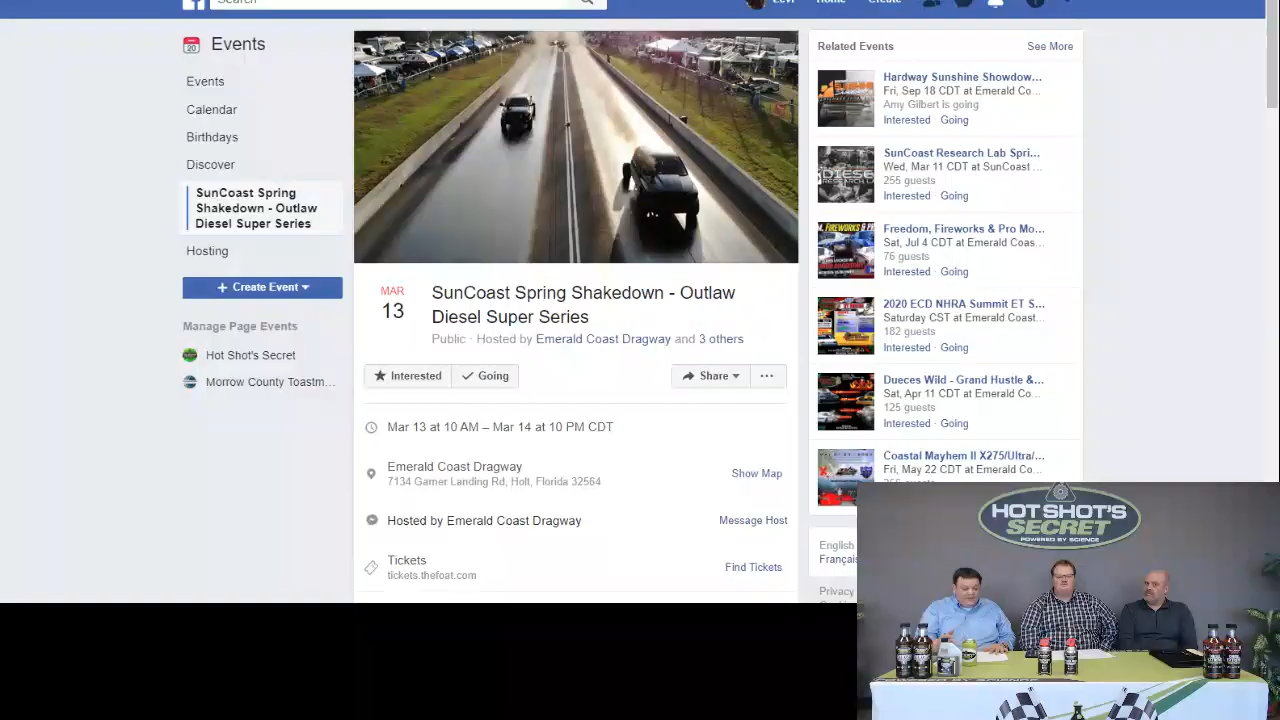 Search
Home
Create
Events
Events
Calendar
Birthdays
Discover
SunCoast Spring
Shakedown - Outlaw
Diesel Super Series
Hosting
+ Create Event
Manage Page Events
Hot Shot's Secret
Morrow County Toastm...
MAR
13
SunCoast Spring Shakedown - Outlaw
Diesel Super Series
Public · Hosted by Emerald Coast Dragway and 3 others
Interested
Going
Share
...
Mar 13 at 10 AM – Mar 14 at 10 PM CDT
Emerald Coast Dragway
7134 Garner Landing Rd, Holt, Florida 32564
Show Map
Hosted by Emerald Coast Dragway
Message Host
Tickets
tickets.thefoat.com
Find Tickets
Related Events
See More
Hardway Sunshine Showdow...
Fri, Sep 18 CDT at Emerald Co...
Amy Gilbert is going
Interested · Going
SunCoast Research Lab Spri...
Wed, Mar 11 CDT at SunCoast ...
255 guests
Interested · Going
Freedom, Fireworks & Pro Mo...
Sat, Jul 4 CDT at Emerald Coas...
76 guests
Interested · Going
2020 ECD NHRA Summit ET S...
Saturday CST at Emerald Coast...
182 guests
Interested · Going
Dueces Wild - Grand Hustle &...
Sat, Apr 11 CDT at Emerald Co...
125 guests
Interested · Going
Coastal Mayhem II X275/Ultra/...
Fri, May 22 CDT at Emerald Co...
English
Français
Privacy
HOT SHOT'S
SECRET
POWERED BY SCIENCE